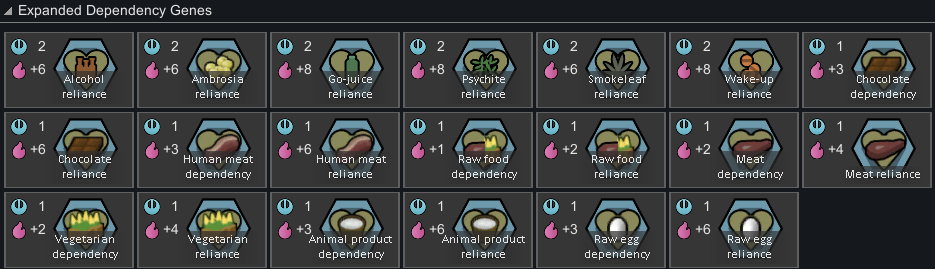 Expanded Dependency Genes
2 2 2 2 2 2 1
+6 +6 +8 +8 +6 +8 +3
Alcohol Ambrosia Go-juice Psychite Smokeleaf Wake-up Chocolate
reliance reliance reliance reliance reliance reliance dependency
1 1 1 1 1 1 1
+6 +3 +6 +1 +2 +2 +4
Chocolate Human meat Human meat Raw food Raw food Meat
reliance dependency reliance dependency reliance dependency Meat reliance
1 1 1 1 1 1
+2 +4 +3 +6 +3 +6
Vegetarian Vegetarian Animal product Animal product Raw egg Raw egg
dependency reliance dependency reliance dependency reliance